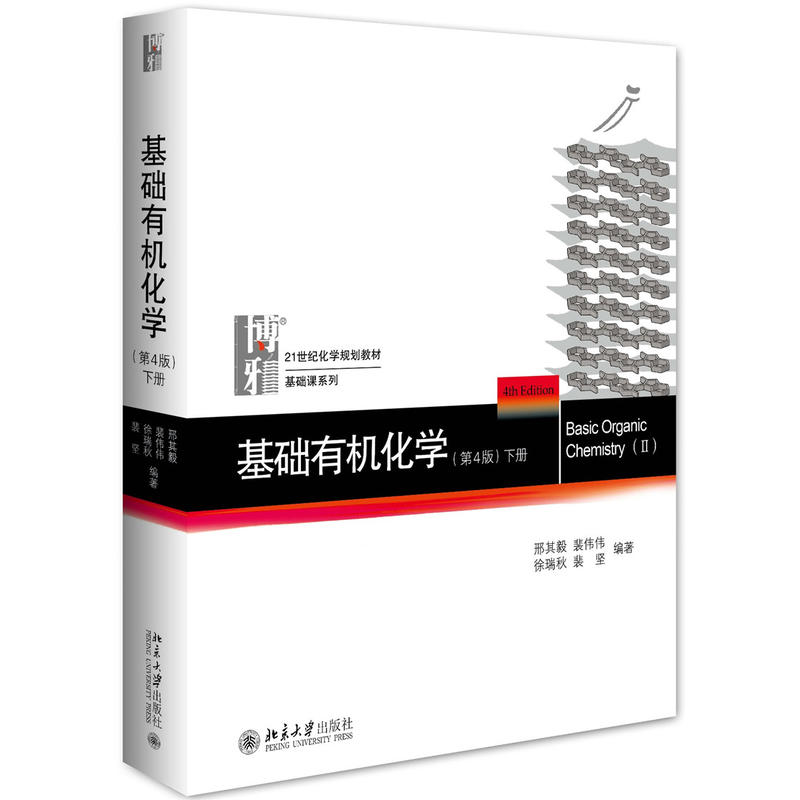 博雅
基础有机化学
(第4版)
下册
邢其毅
裴伟伟
徐瑞秋
裴坚
编著
北京大学出版社
PEKING UNIVERSITY PRESS
博雅®
21世纪化学规划教材
基础课系列
4th Edition
基础有机化学(第4版)下册
Basic Organic
Chemistry (II)
邢其毅 裴伟伟
徐瑞秋 裴 坚 编著
北京大学出版社
PEKING UNIVERSITY PRESS